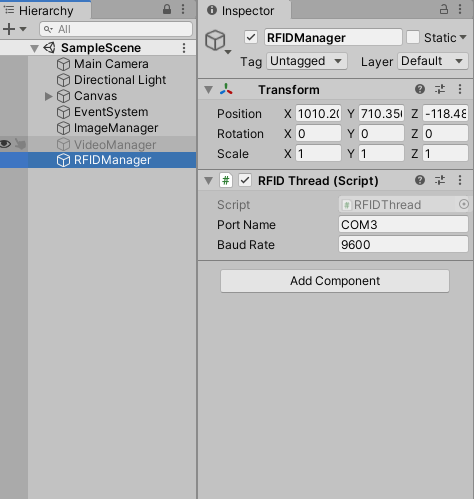 Hierarchy
All
SampleScene
Main Camera
Directional Light
Canvas
EventSystem
ImageManager
VideoManager
RFIDManager
Inspector
RFIDManager
Static
Tag Untagged Layer Default
Transform
Position X 1010.20 Y 710.350 Z -118.48
Rotation X 0 Y 0 Z 0
Scale X 1 Y 1 Z 1
# RFID Thread (Script)
Script # RFIDThread
Port Name COM3
Baud Rate 9600
Add Component